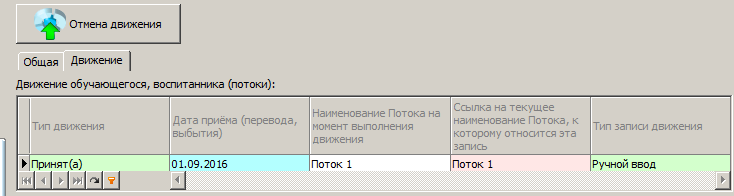 Отмена движения
Общая
Движение
Движение обучающегося, воспитанника (потоки):
Тип движения
Дата приёма (перевода,
выбытия)
Наименование Потока на
момент выполнения
движения
Ссылка на текущее
наименование Потока, к
которому относится эта
запись
Тип записи движения
Принят(а)
01.09.2016
Поток 1
Поток 1
Ручной ввод